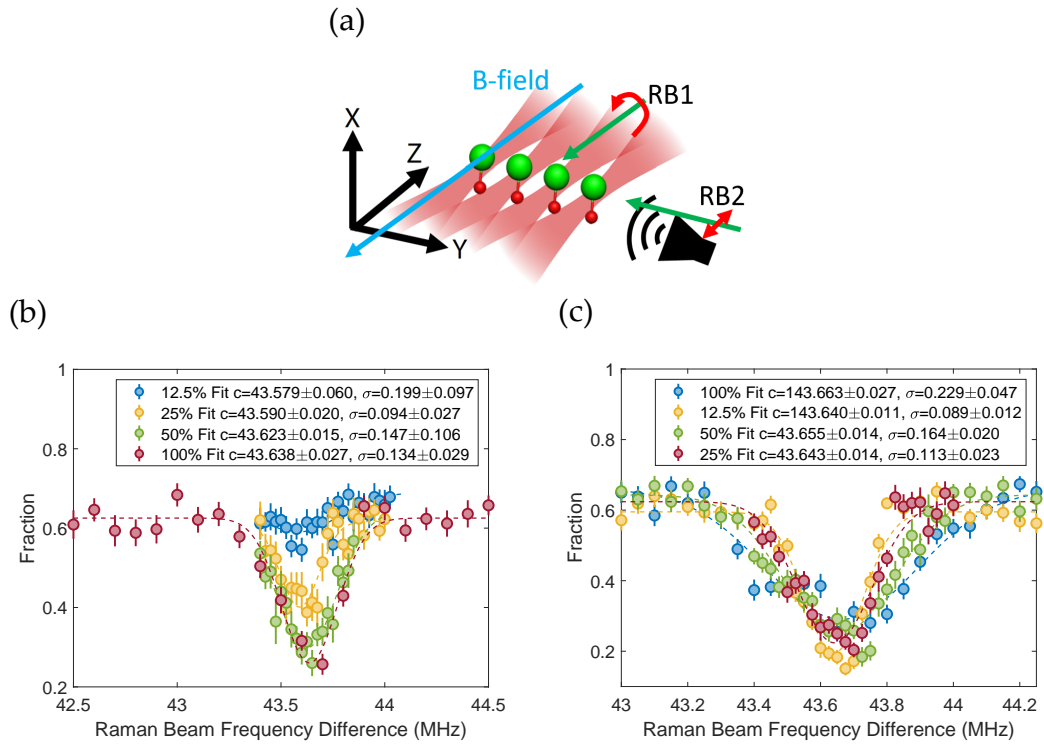 (a)
B-field
RB1
X
Z
RB2
Y
(b)
(c)
1
12.5% Fit c=43.579±0.060, σ=0.199±0.097
25% Fit c=43.590±0.020, σ=0.094±0.027
50% Fit c=43.623±0.015, σ=0.147±0.106
100% Fit c=43.638±0.027, σ=0.134±0.029
0.8
0.6
0.4
0.2
Fraction
42.5 43 43.5 44 44.5
Raman Beam Frequency Difference (MHz)
1
100% Fit c=143.663±0.027, σ=0.229±0.047
12.5% Fit c=143.640±0.011, σ=0.089±0.012
50% Fit c=43.655±0.014, σ=0.164±0.020
25% Fit c=43.643±0.014, σ=0.113±0.023
0.8
0.6
0.4
0.2
Fraction
43 43.2 43.4 43.6 43.8 44 44.2
Raman Beam Frequency Difference (MHz)